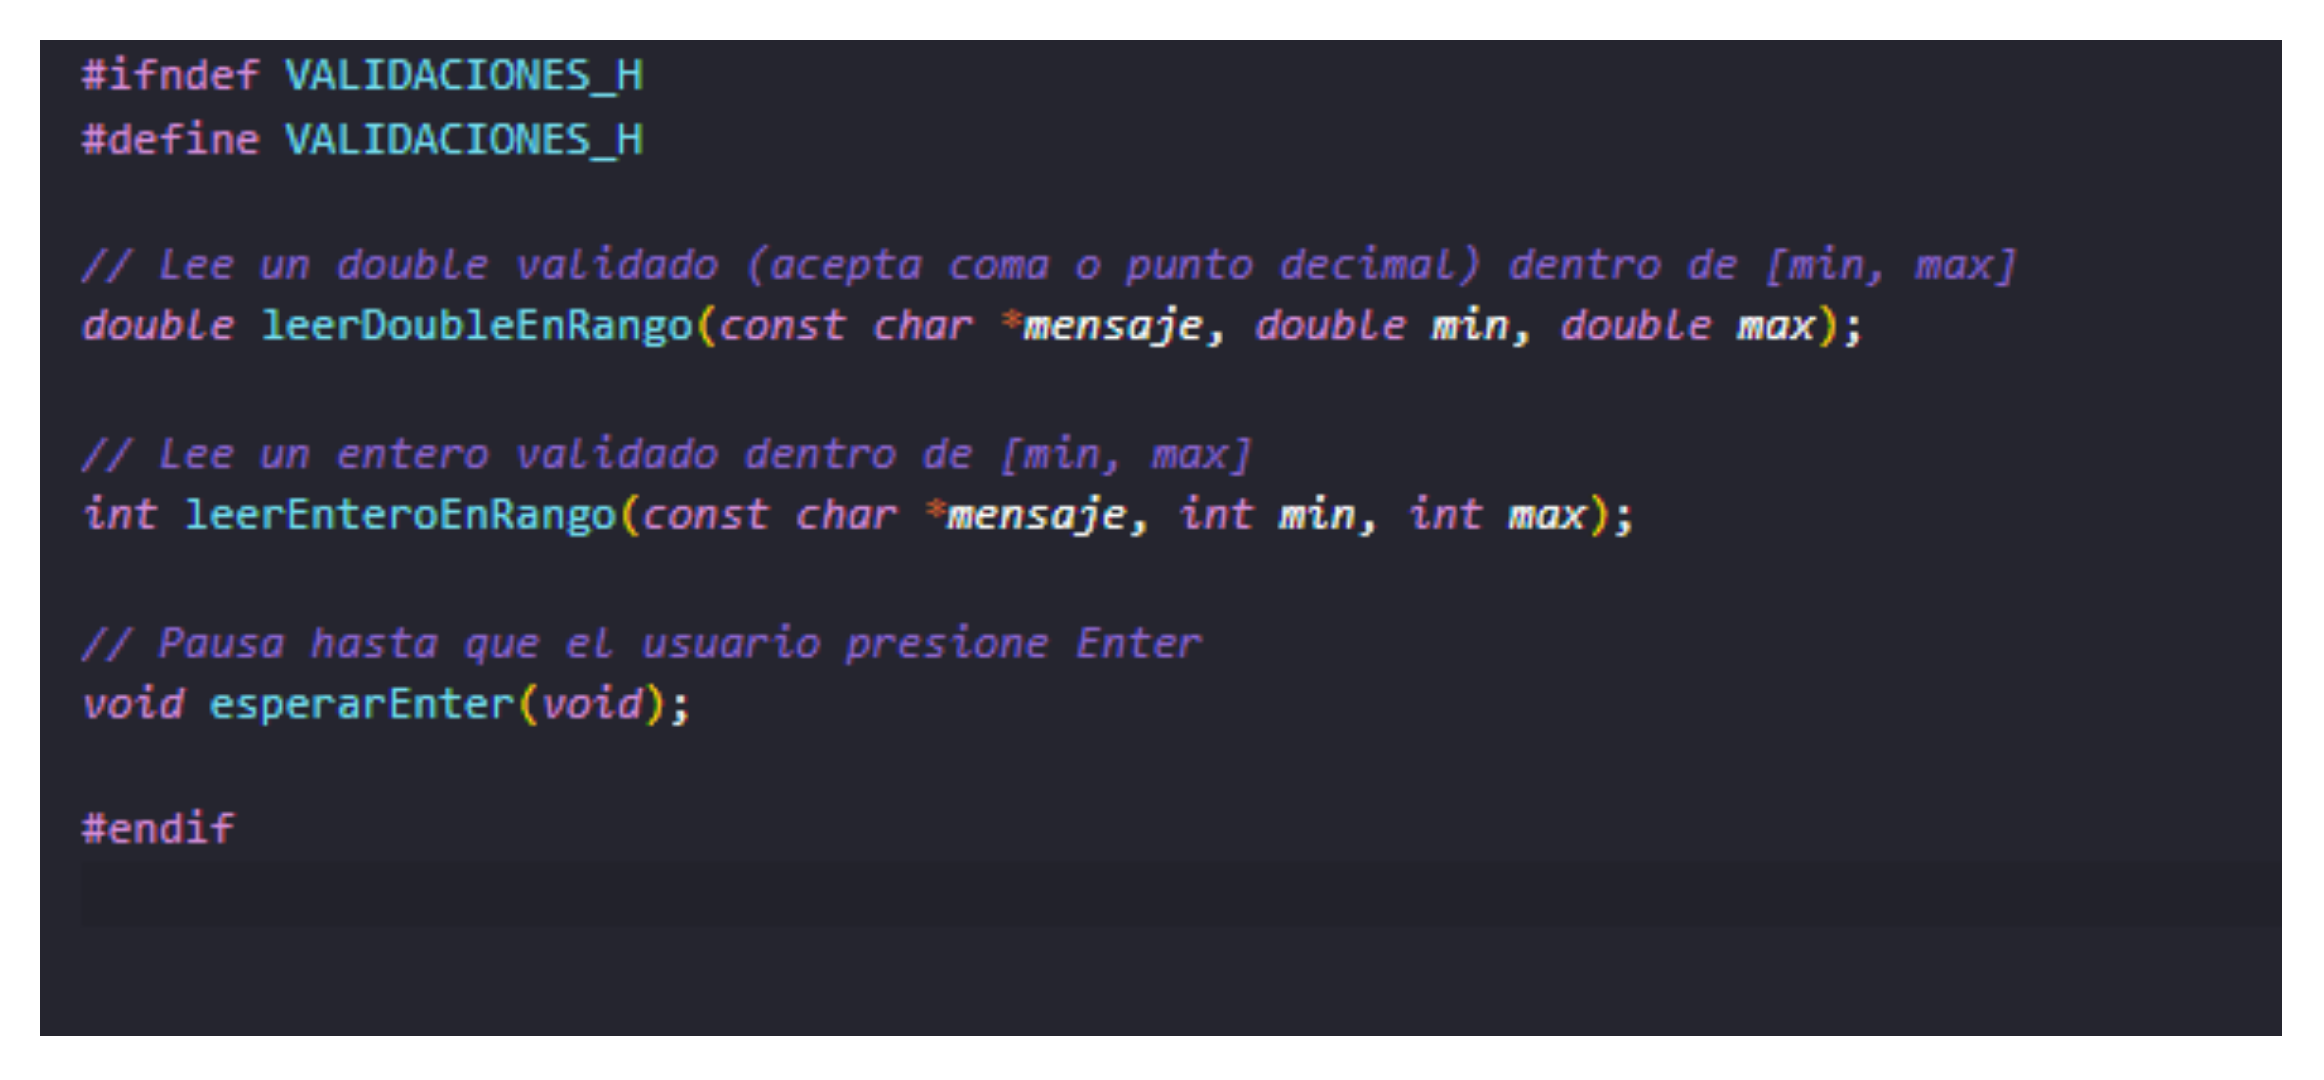 #ifndef VALIDACIONES_H
#define VALIDACIONES_H
// Lee un double validado (acepta coma o punto decimal) dentro de [min, max]
double leerDoubleEnRango(const char *mensaje, double min, double max);
// Lee un entero validado dentro de [min, max]
int leerEnteroEnRango(const char *mensaje, int min, int max);
// Pausa hasta que el usuario presione Enter
void esperarEnter(void);
#endif